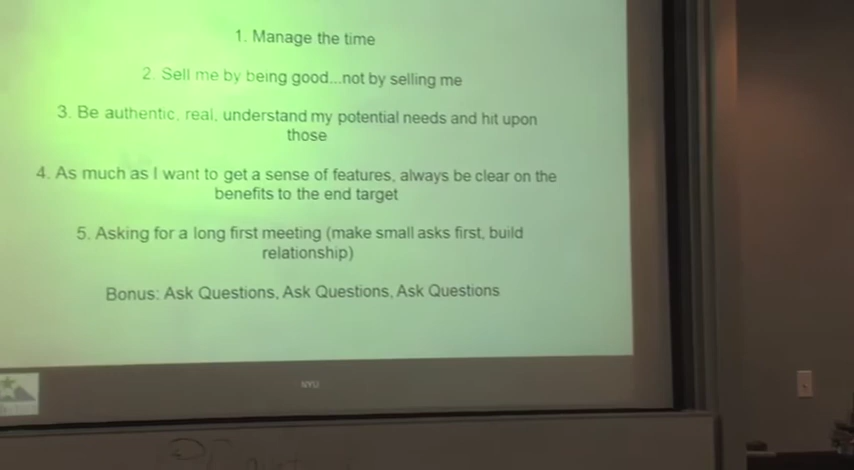 1. Manage the time
2. Sell me by being good...not by selling me
3. Be authentic, real, understand my potential needs and hit upon
those
4. As much as I want to get a sense of features, always be clear on the
benefits to the end target
5. Asking for a long first meeting (make small asks first, build
relationship)
Bonus: Ask Questions, Ask Questions, Ask Questions
NYU